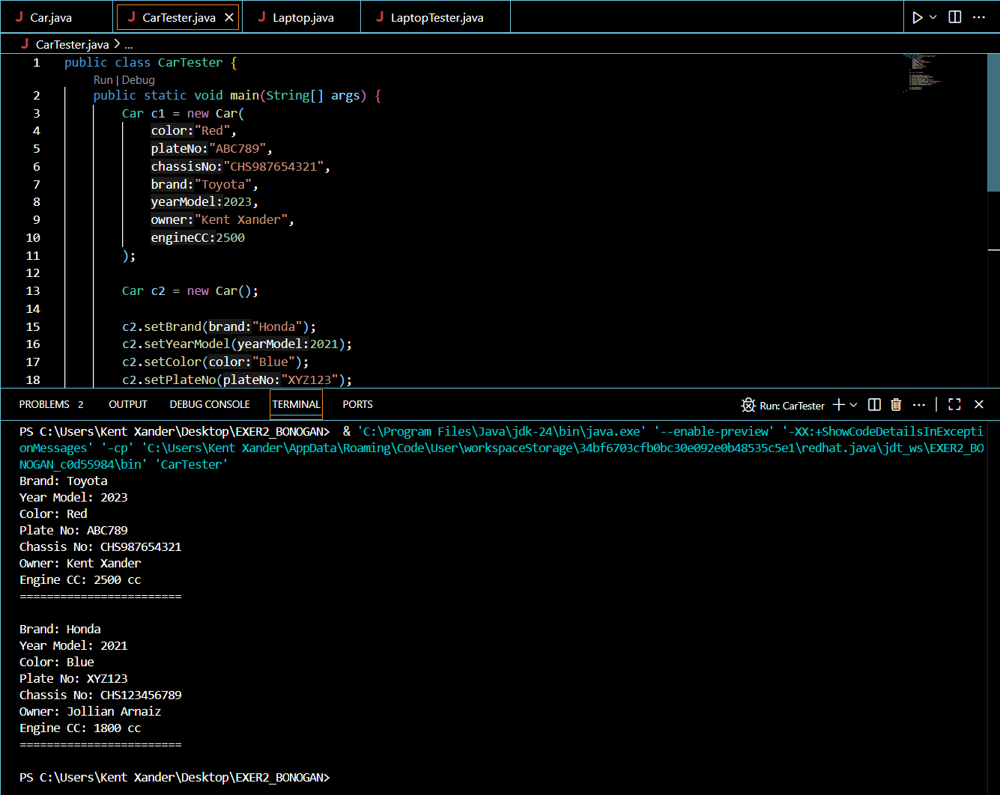 J Car.java J CarTester.java × J Laptop.java J LaptopTester.java
J CarTester.java > ...
1 public class CarTester {
Run | Debug
2 public static void main(String[] args) {
3 Car c1 = new Car(
4 color:"Red",
5 plateNo:"ABC789",
6 chassisNo:"CHS987654321",
7 brand:"Toyota",
8 yearModel:2023,
9 owner:"Kent Xander",
10 engineCC:2500
11 );
12
13 Car c2 = new Car();
14
15 c2.setBrand(brand:"Honda");
16 c2.setYearModel(yearModel:2021);
17 c2.setColor(color:"Blue");
18 c2.setPlateNo(plateNo:"XYZ123");
PROBLEMS 2 OUTPUT DEBUG CONSOLE TERMINAL PORTS Run: CarTester
PS C:\Users\Kent Xander\Desktop\EXER2_BONOGAN> & 'C:\Program Files\Java\jdk-24\bin\java.exe' '--enable-preview' '-XX:+ShowCodeDetailsInExcepti
onMessages' '-cp' 'C:\Users\Kent Xander\AppData\Roaming\Code\User\workspaceStorage\34bf6703cfb0bc30e092e0b48535c5e1\redhat.java\jdt_ws\EXER2_BO
NOGAN_c0d55984\bin' 'CarTester'
Brand: Toyota
Year Model: 2023
Color: Red
Plate No: ABC789
Chassis No: CHS987654321
Owner: Kent Xander
Engine CC: 2500 cc
========================
Brand: Honda
Year Model: 2021
Color: Blue
Plate No: XYZ123
Chassis No: CHS123456789
Owner: Jollian Arnaiz
Engine CC: 1800 cc
========================
PS C:\Users\Kent Xander\Desktop\EXER2_BONOGAN>